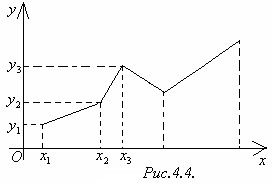 y
y₃
y₂
y₁
O x₁ x₂ x₃ x
Рис.4.4.